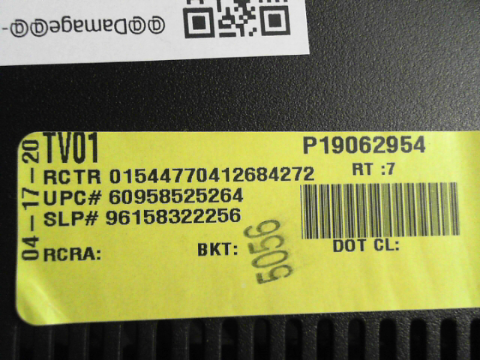 @@Damage@@-
04-17-20
TV01
P19062954
RCTR 01544770412684272
RT :7
UPC# 60958525264
SLP# 96158322256
RCRA:
BKT:
DOT CL:
5056